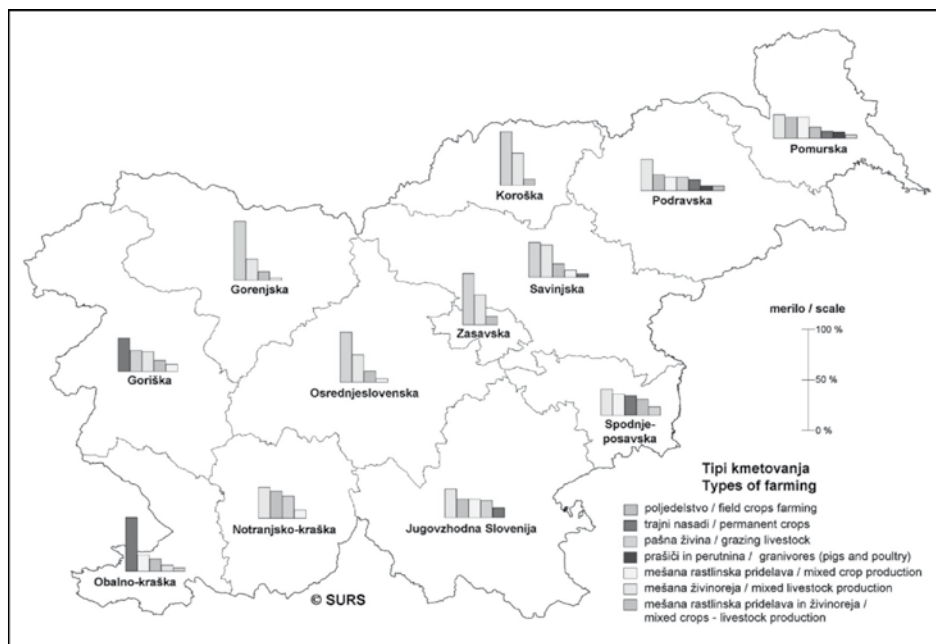 Pomurska
Koroška
Podravska
Gorenjska
Savinjska
Zasavska
merilo / scale
100 %
50 %
0 %
Goriška
Osrednjeslovenska
Spodnje-
posavska
Notranjsko-kraška
Jugovzhodna Slovenija
Obalno-kraška
© SURS
Tipi kmetovanja
Types of farming
poljedelstvo / field crops farming
trajni nasadi / permanent crops
pašna živina / grazing livestock
prašiči in perutnina / granivores (pigs and poultry)
mešana rastlinska pridelava / mixed crop production
mešana živinoreja / mixed livestock production
mešana rastlinska pridelava in živinoreja /
mixed crops - livestock production